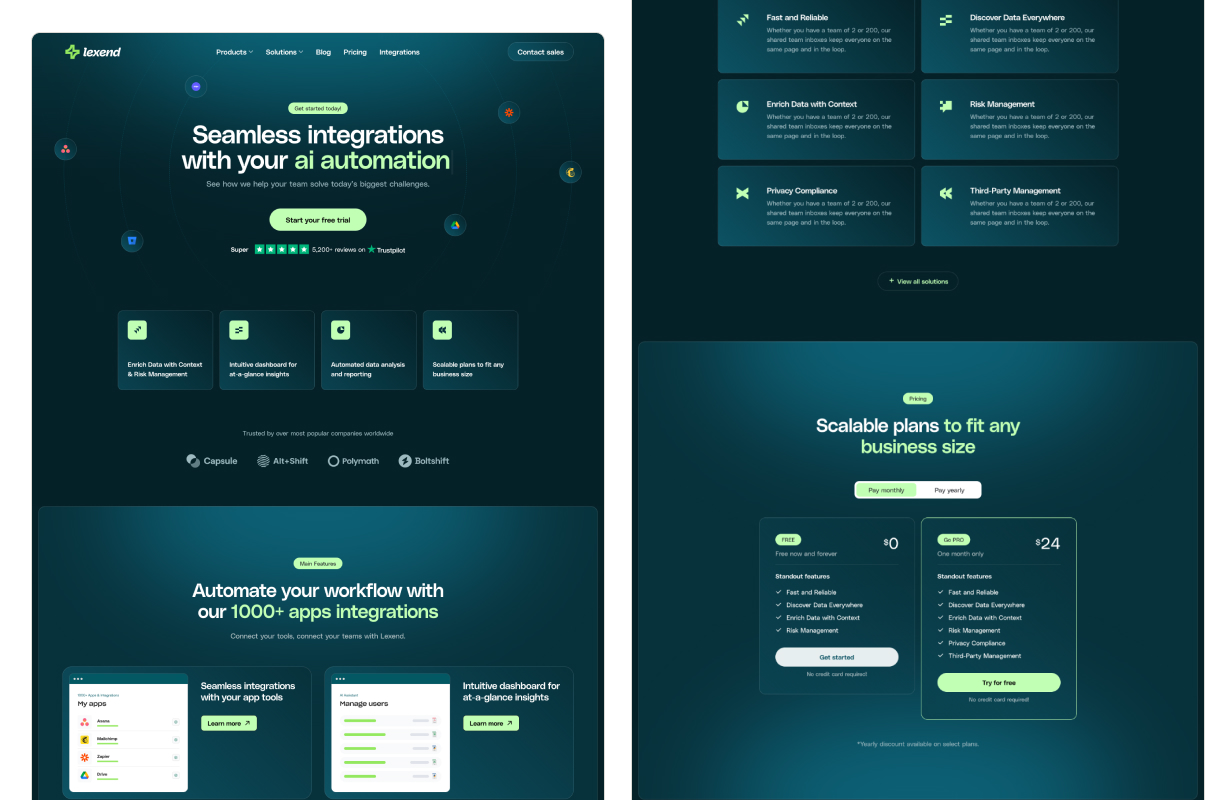 lexend
Products
Solutions
Blog
Pricing
Integrations
Contact sales
Get started today!
Seamless integrations
with your ai automation
See how we help your team solve today's biggest challenges.
Start your free trial
Super
5,200+ reviews on
Trustpilot
Enrich Data with Context
& Risk Management
Intuitive dashboard for
at-a-glance insights
Automated data analysis
and reporting
Scalable plans to fit any
business size
Trusted by over most popular companies worldwide
Capsule
Alt+Shift
Polymath
Boltshift
Main Features
Automate your workflow with
our 1000+ apps integrations
Connect your tools, connect your teams with Lexend.
1000+ Apps & Integrations
My apps
Asana
Mailchimp
Zapier
Drive
Seamless integrations
with your app tools
Learn more
AI Assistant
Manage users
Intuitive dashboard for
at-a-glance insights
Learn more
Fast and Reliable
Whether you have a team of 2 or 200, our
shared team inboxes keep everyone on the
same page and in the loop.
Discover Data Everywhere
Whether you have a team of 2 or 200, our
shared team inboxes keep everyone on the
same page and in the loop.
Enrich Data with Context
Whether you have a team of 2 or 200, our
shared team inboxes keep everyone on the
same page and in the loop.
Risk Management
Whether you have a team of 2 or 200, our
shared team inboxes keep everyone on the
same page and in the loop.
Privacy Compliance
Whether you have a team of 2 or 200, our
shared team inboxes keep everyone on the
same page and in the loop.
Third-Party Management
Whether you have a team of 2 or 200, our
shared team inboxes keep everyone on the
same page and in the loop.
+ View all solutions
Pricing
Scalable plans to fit any
business size
Pay monthly
Pay yearly
FREE
$0
Free now and forever
Standout features
Fast and Reliable
Discover Data Everywhere
Enrich Data with Context
Risk Management
Get started
No credit card required!
Go PRO
$24
One month only
Standout features
Fast and Reliable
Discover Data Everywhere
Enrich Data with Context
Risk Management
Privacy Compliance
Third-Party Management
Try for free
No credit card required!
*Yearly discount available on select plans.